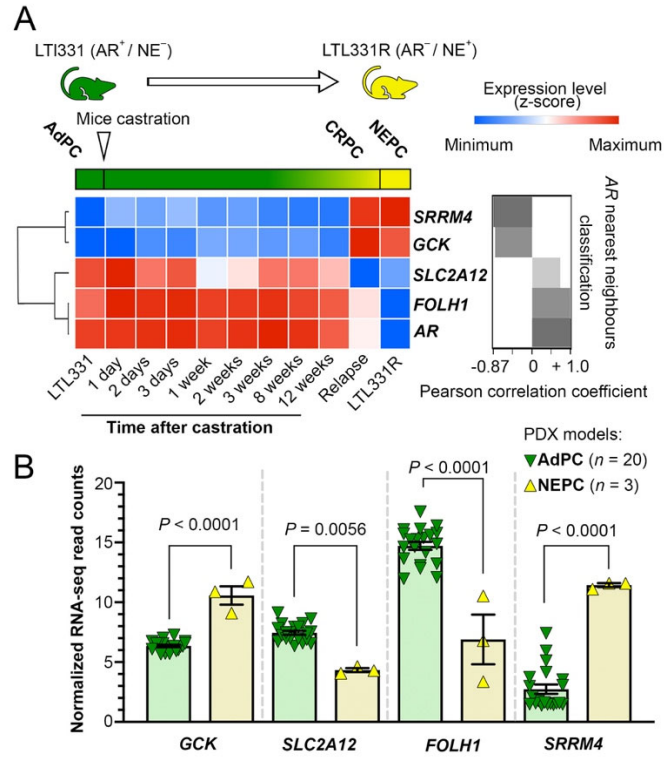 A
LTI331 (AR⁺/ NE⁻)
LTL331R (AR⁻/ NE⁺)
Mice castration
AdPC
CRPC
NEPC
Expression level
(z-score)
Minimum
Maximum
SRRM4
GCK
SLC2A12
FOLH1
AR
AR nearest neighbours
classification
LTL331
1 day
2 days
3 days
1 week
2 weeks
3 weeks
8 weeks
12 weeks
Relapse
LTL331R
Time after castration
-0.87 0 + 1.0
Pearson correlation coefficient
B
PDX models:
AdPC (n = 20)
NEPC (n = 3)
Normalized RNA-seq read counts
20
15
10
5
0
P < 0.0001
P = 0.0056
P < 0.0001
P < 0.0001
GCK
SLC2A12
FOLH1
SRRM4